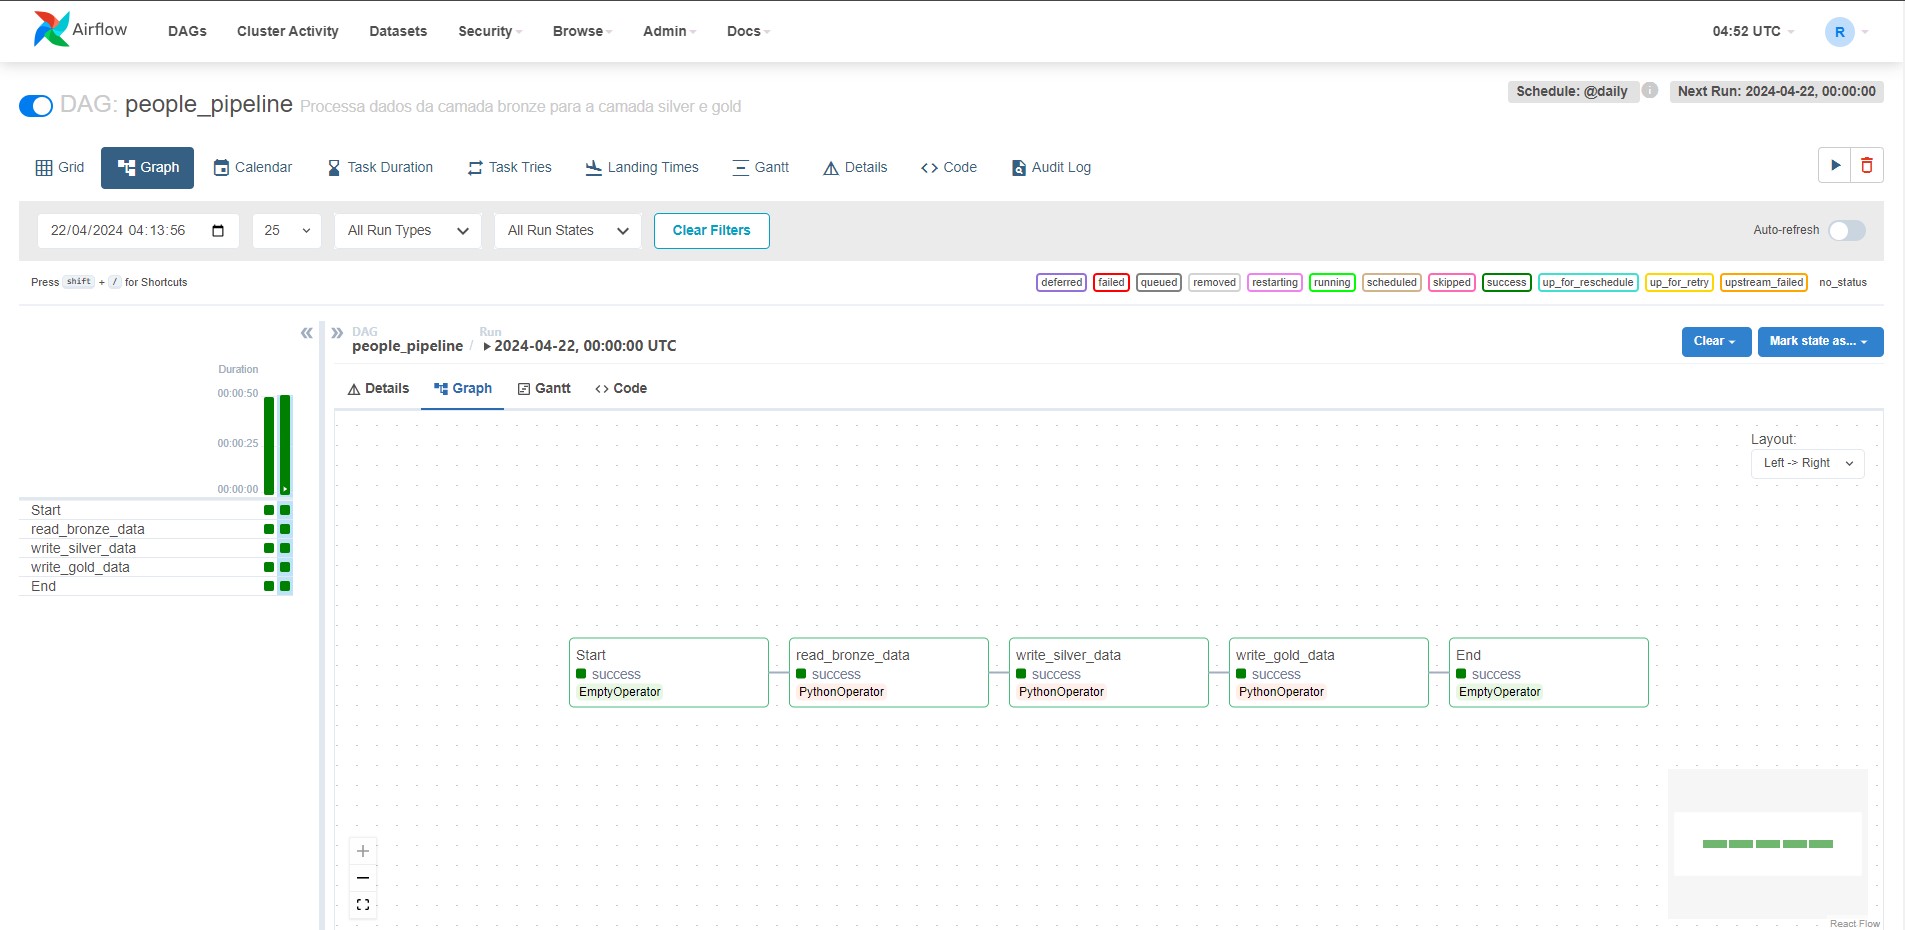 Airflow DAGs Cluster Activity Datasets Security Browse Admin Docs 04:52 UTC R
DAG: people_pipeline Processa dados da camada bronze para a camada silver e gold
Schedule: @daily i Next Run: 2024-04-22, 00:00:00
Grid Graph Calendar Task Duration Task Tries Landing Times Gantt Details Code Audit Log
22/04/2024 04:13:56 25 All Run Types All Run States Clear Filters Auto-refresh
Press shift + / for Shortcuts
deferred failed queued removed restarting running scheduled skipped success up_for_reschedule up_for_retry upstream_failed no_status
DAG Run
people_pipeline / 2024-04-22, 00:00:00 UTC
Clear Mark state as...
Details Graph Gantt Code
Duration
00:00:50
00:00:25
00:00:00
Start
read_bronze_data
write_silver_data
write_gold_data
End
Layout:
Left -> Right
Start
success
EmptyOperator
read_bronze_data
success
PythonOperator
write_silver_data
success
PythonOperator
write_gold_data
success
PythonOperator
End
success
EmptyOperator
React Flow